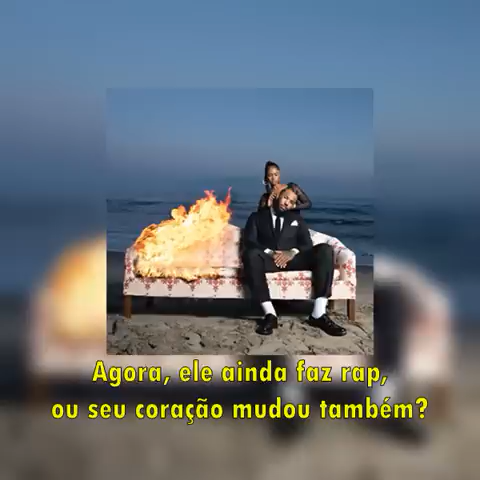 Agora, ele ainda faz rap,
ou seu coração mudou também?